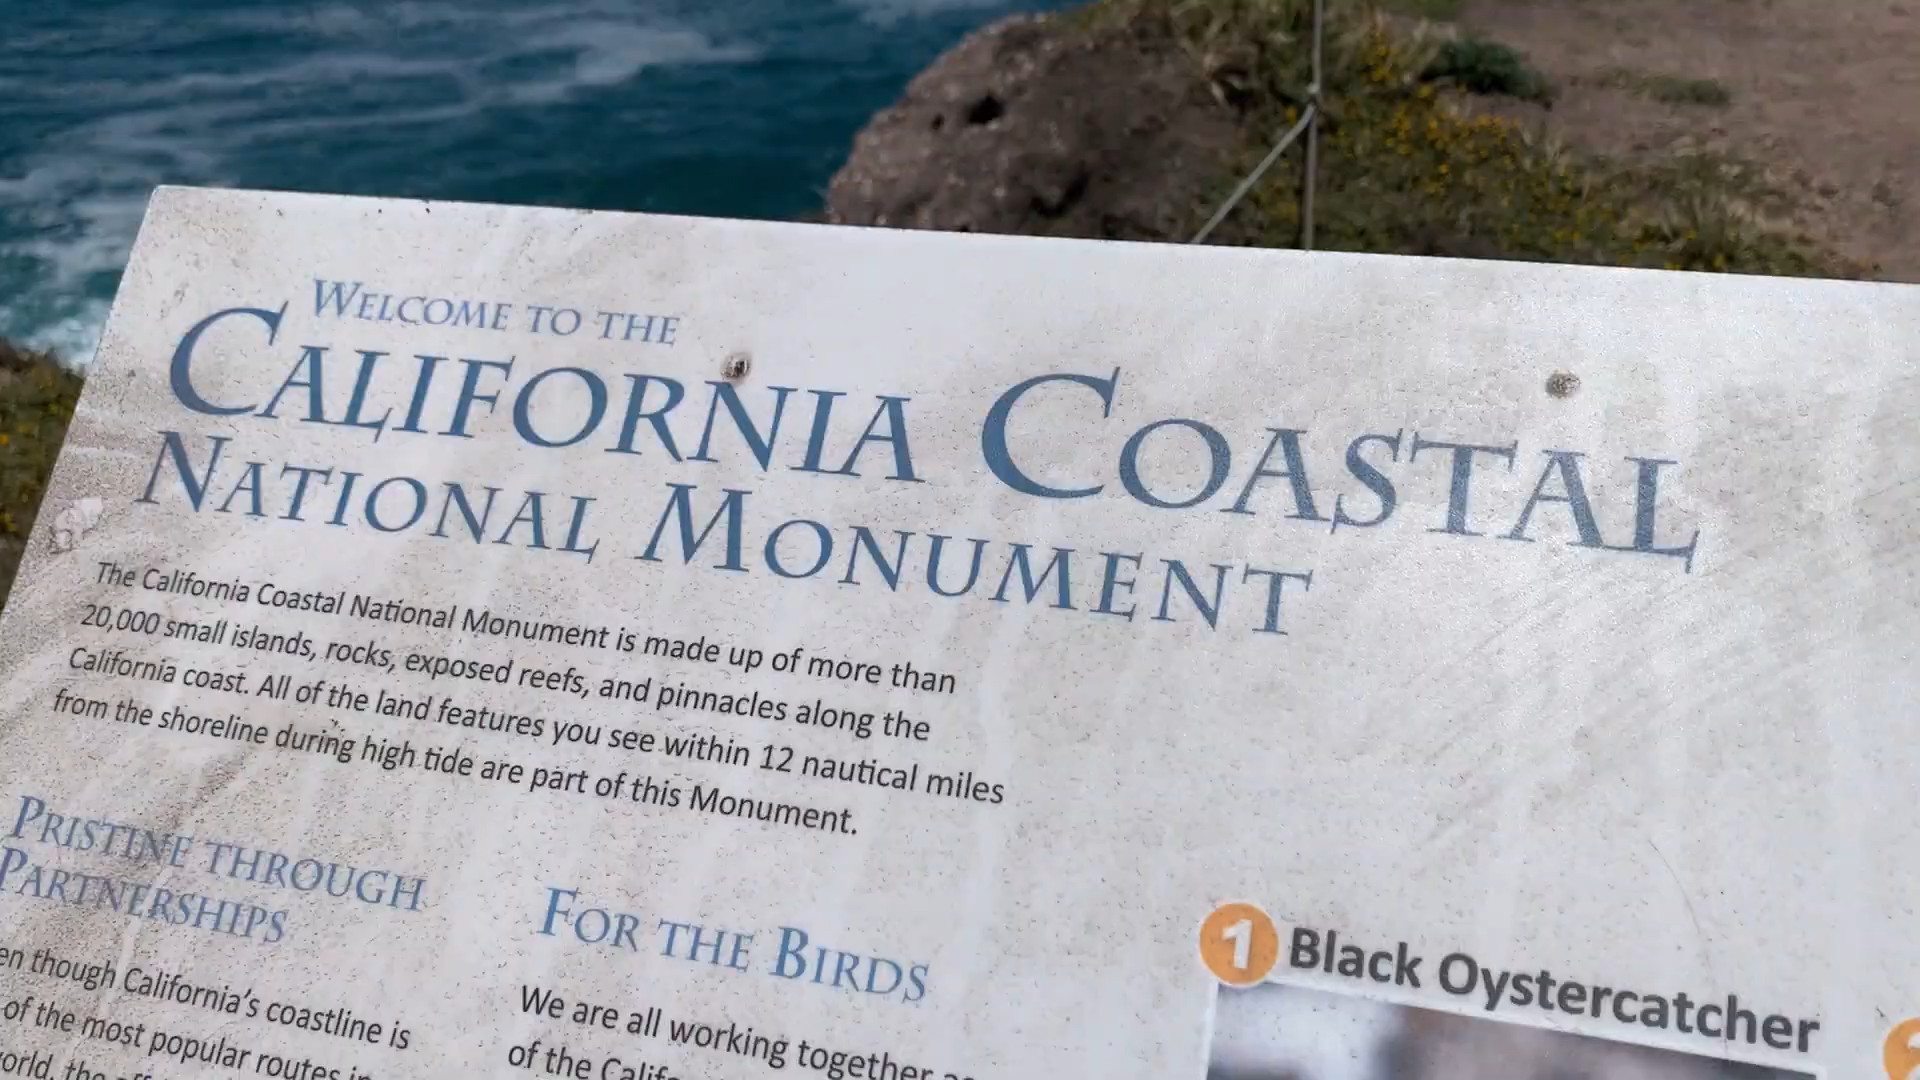 WELCOME TO THE
CALIFORNIA COASTAL
NATIONAL MONUMENT
The California Coastal National Monument is made up of more than
20,000 small islands, rocks, exposed reefs, and pinnacles along the
California coast. All of the land features you see within 12 nautical miles
from the shoreline during high tide are part of this Monument.
PRISTINE THROUGH
PARTNERSHIPS
en though California's coastline is
of the most popular routes in
FOR THE BIRDS
We are all working together
of the
1 Black Oystercatcher